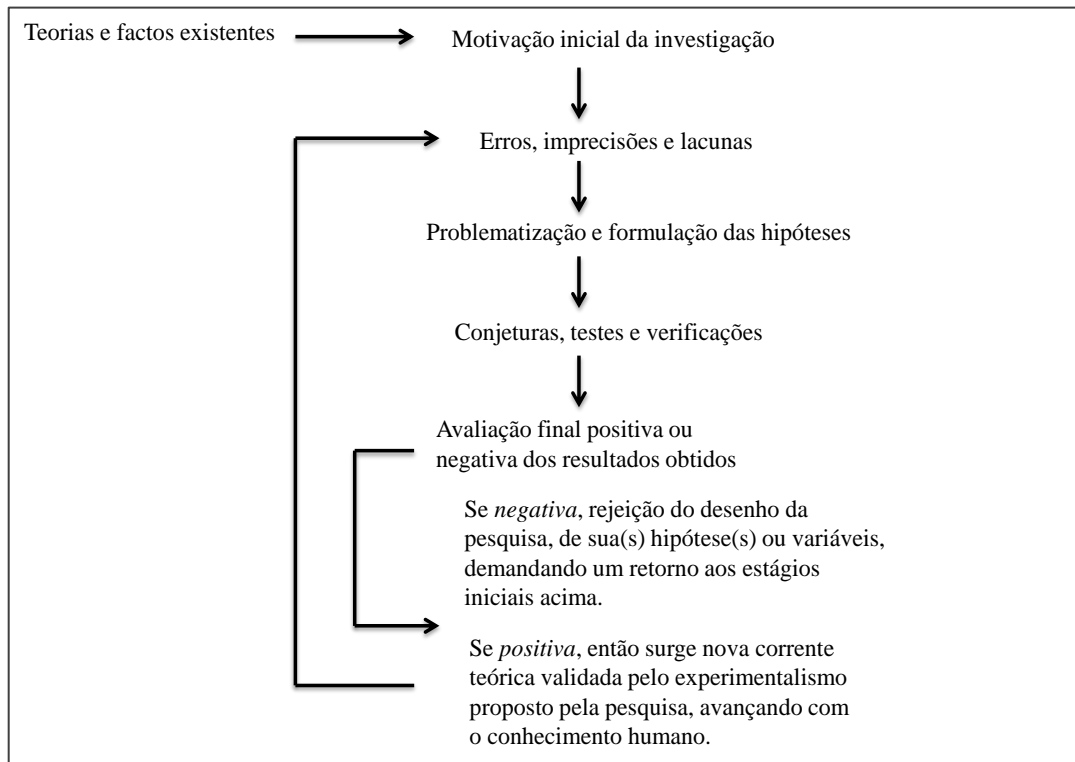 Teorias e factos existentes
Motivação inicial da investigação
Erros, imprecisões e lacunas
Problematização e formulação das hipóteses
Conjeturas, testes e verificações
Avaliação final positiva ou
negativa dos resultados obtidos
Se negativa, rejeição do desenho da
pesquisa, de sua(s) hipótese(s) ou variáveis,
demandando um retorno aos estágios
iniciais acima.
Se positiva, então surge nova corrente
teórica validada pelo experimentalismo
proposto pela pesquisa, avançando com
o conhecimento humano.